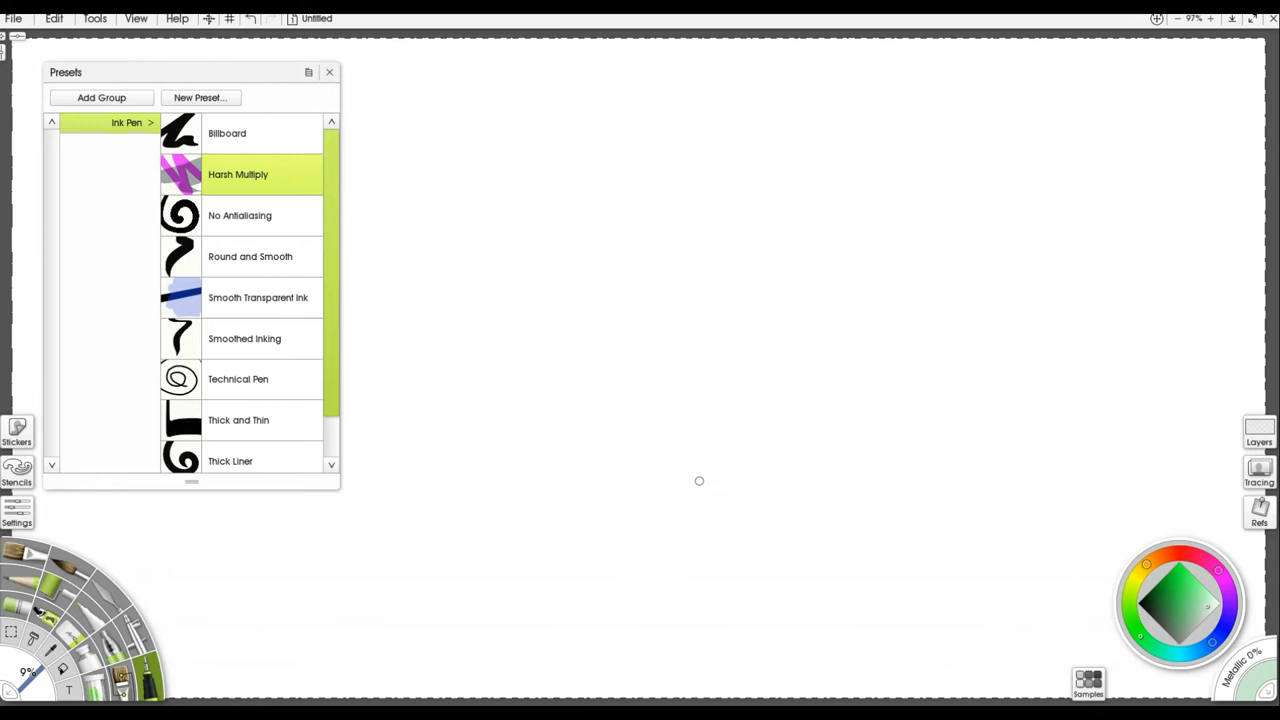 File Edit Tools View Help Untitled 97%
Presets
Add Group New Preset...
Ink Pen >
Billboard
Harsh Multiply
No Antialiasing
Round and Smooth
Smooth Transparent Ink
Smoothed Inking
Technical Pen
Thick and Thin
Thick Liner
Stickers
Stencils
Settings
9%
T
Layers
Tracing
Refs
Metallic 0%
Samples